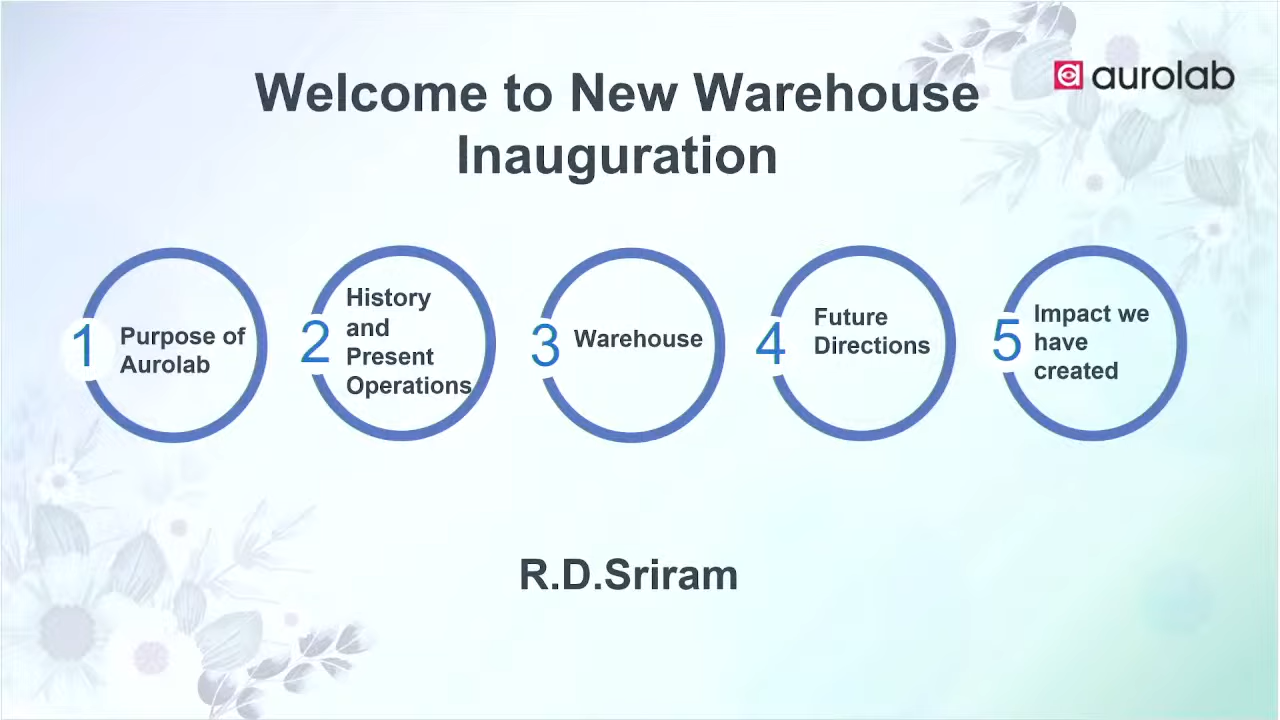 aurolab
Welcome to New Warehouse
Inauguration
1
Purpose of
Aurolab
2
History
and
Present
Operations
3
Warehouse
4
Future
Directions
5
Impact we
have
created
R.D.Sriram